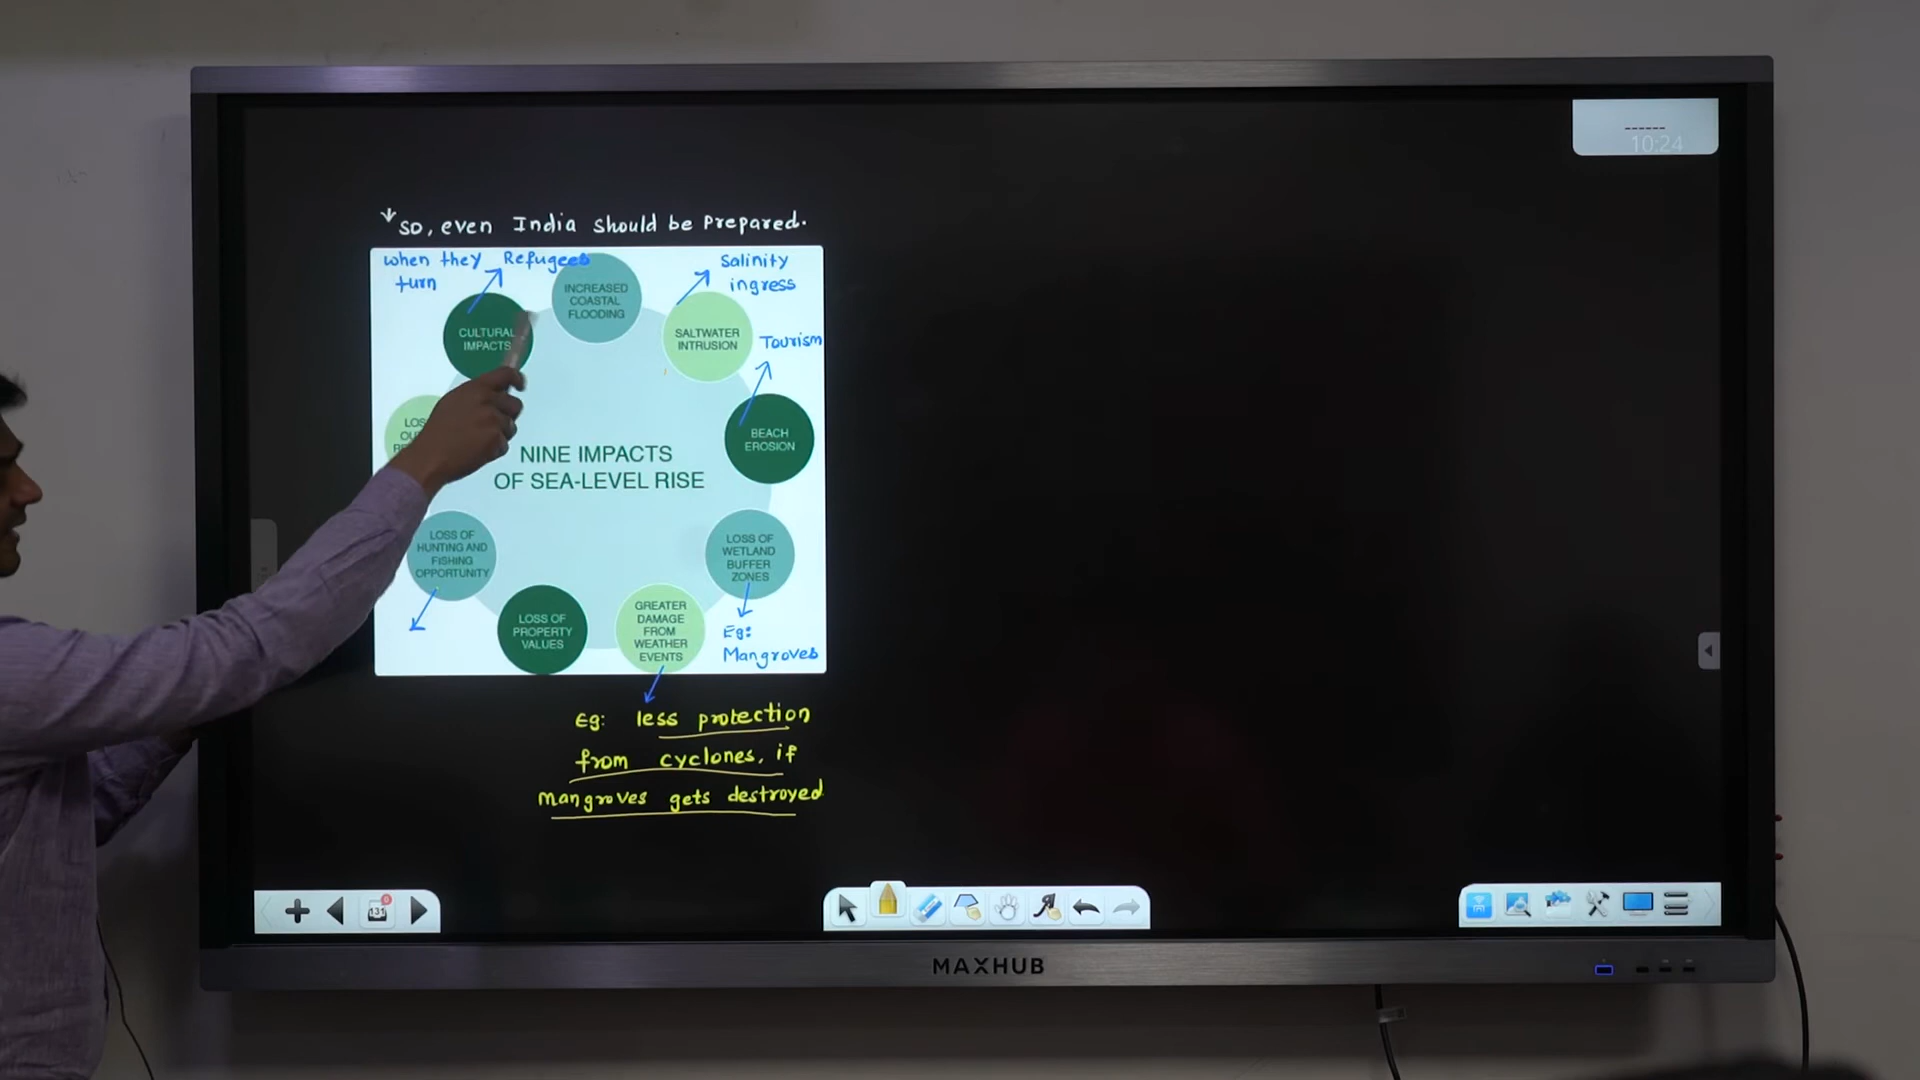 10:24
so, even India should be prepared.
when they Refugees
turn
Salinity
ingress
INCREASED
COASTAL
FLOODING
CULTURAL
IMPACTS
SALTWATER
INTRUSION
Tourism
BEACH
EROSION
NINE IMPACTS
OF SEA-LEVEL RISE
LOSS OF
HUNTING AND
FISHING
OPPORTUNITY
LOSS OF
WETLAND
BUFFER
ZONES
LOSS OF
PROPERTY
VALUES
GREATER
DAMAGE
FROM
WEATHER
EVENTS
Eg:
Mangroves
Eg: less protection
from cyclones, if
Mangroves gets destroyed
131
MAXHUB